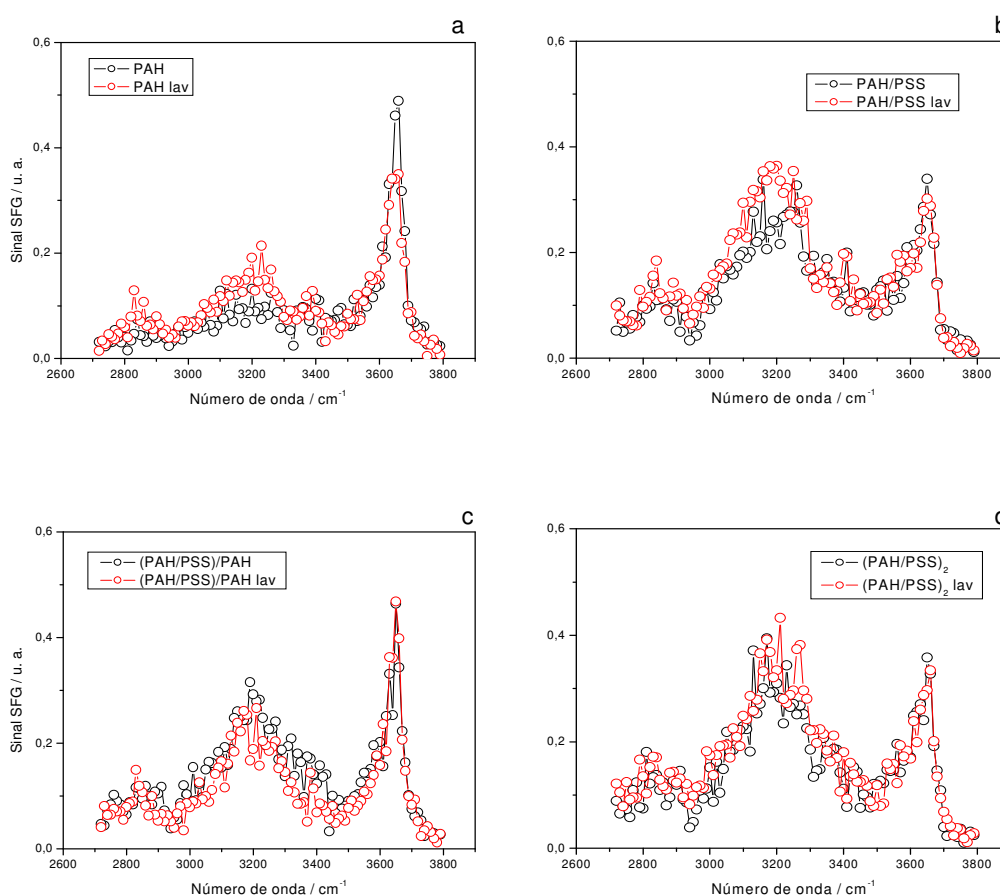 a
0,6
PAH
PAH lav
0,4
0,2
0,0
Sinal SFG / u. a.
2600 2800 3000 3200 3400 3600 3800
Número de onda / cm⁻¹
b
0,6
PAH/PSS
PAH/PSS lav
0,4
0,2
0,0
2600 2800 3000 3200 3400 3600 3800
Número de onda / cm⁻¹
c
0,6
(PAH/PSS)/PAH
(PAH/PSS)/PAH lav
0,4
0,2
0,0
Sinal SFG / u. a.
2600 2800 3000 3200 3400 3600 3800
Número de onda / cm⁻¹
0,6
(PAH/PSS)₂
(PAH/PSS)₂ lav
0,4
0,2
0,0
2600 2800 3000 3200 3400 3600 3800
Número de onda / cm⁻¹